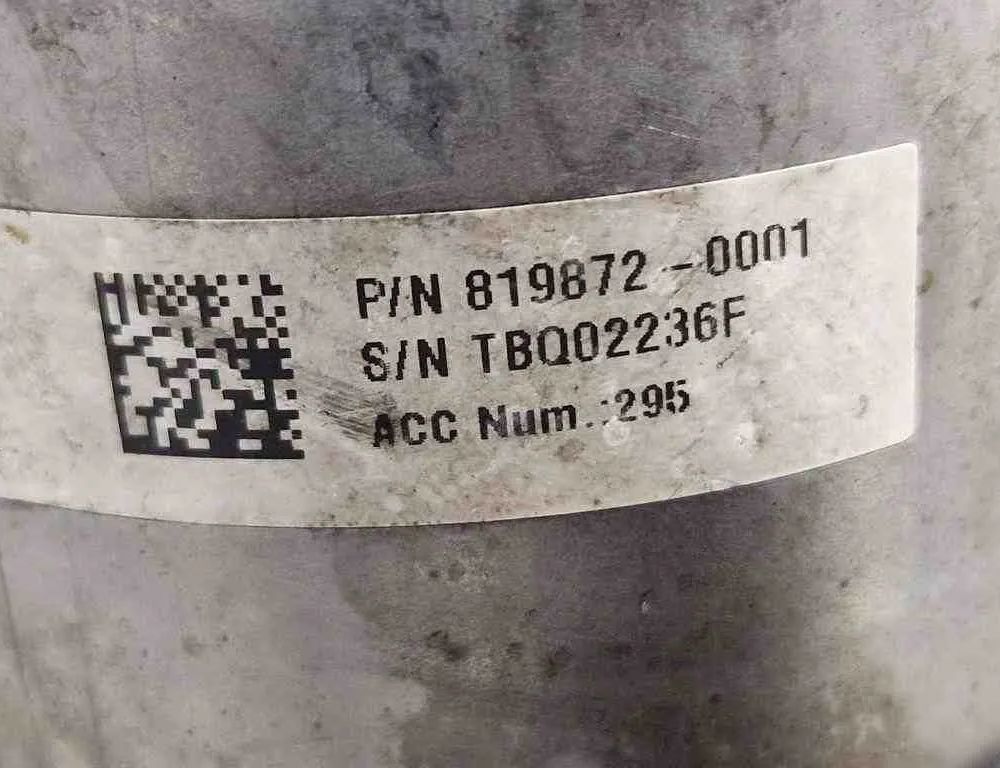 P/N 819872-0001
S/N TBQ02236F
ACC Num.:295